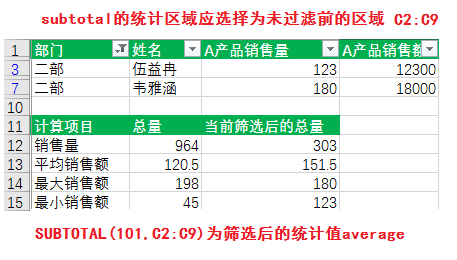 subtotal的统计区域应选择为未过滤前的区域 C2:C9
1 部门 姓名 A产品销售量 A产品销售额
3 二部 伍益冉 123 12300
7 二部 韦雅涵 180 18000
10
11 计算项目 总量 当前筛选后的总量
12 销售量 964 303
13 平均销售额 120.5 151.5
14 最大销售额 198 180
15 最小销售额 45 123
SUBTOTAL(101,C2:C9)为筛选后的统计值average